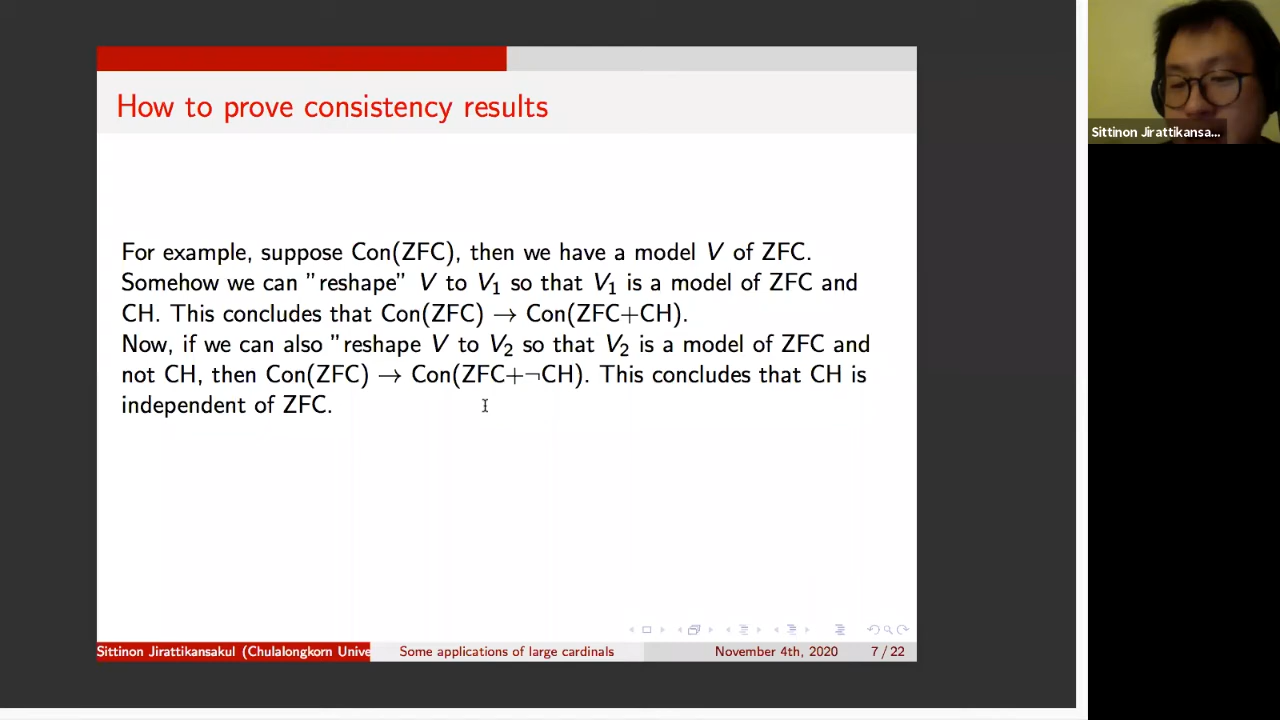 How to prove consistency results
Sittinon Jirattikansa...
For example, suppose Con(ZFC), then we have a model V of ZFC.
Somehow we can "reshape" V to V₁ so that V₁ is a model of ZFC and
CH. This concludes that Con(ZFC) → Con(ZFC+CH).
Now, if we can also "reshape V to V₂ so that V₂ is a model of ZFC and
not CH, then Con(ZFC) → Con(ZFC+¬CH). This concludes that CH is
independent of ZFC.
Sittinon Jirattikansakul (Chulalongkorn Unive
Some applications of large cardinals
November 4th, 2020
7 / 22